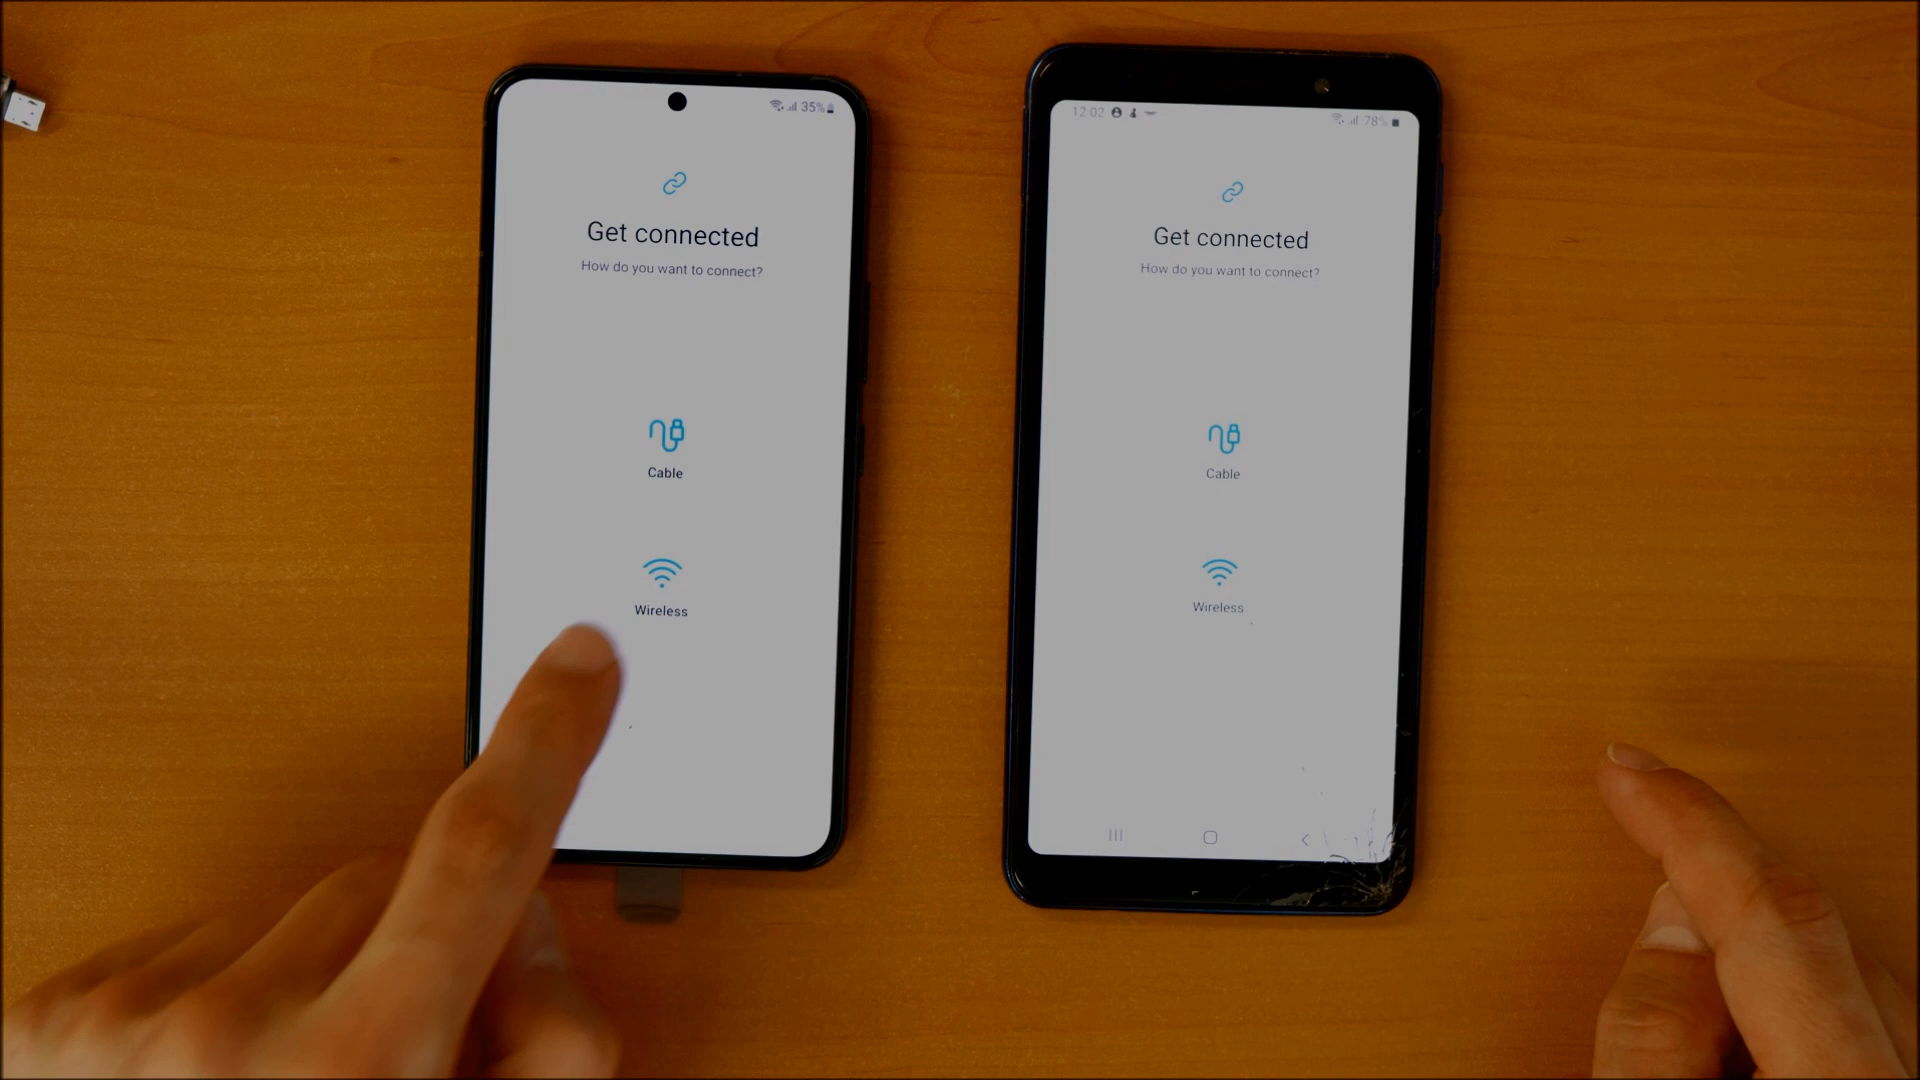 35%
Get connected
How do you want to connect?
Cable
Wireless
12:02
78%
Get connected
How do you want to connect?
Cable
Wireless